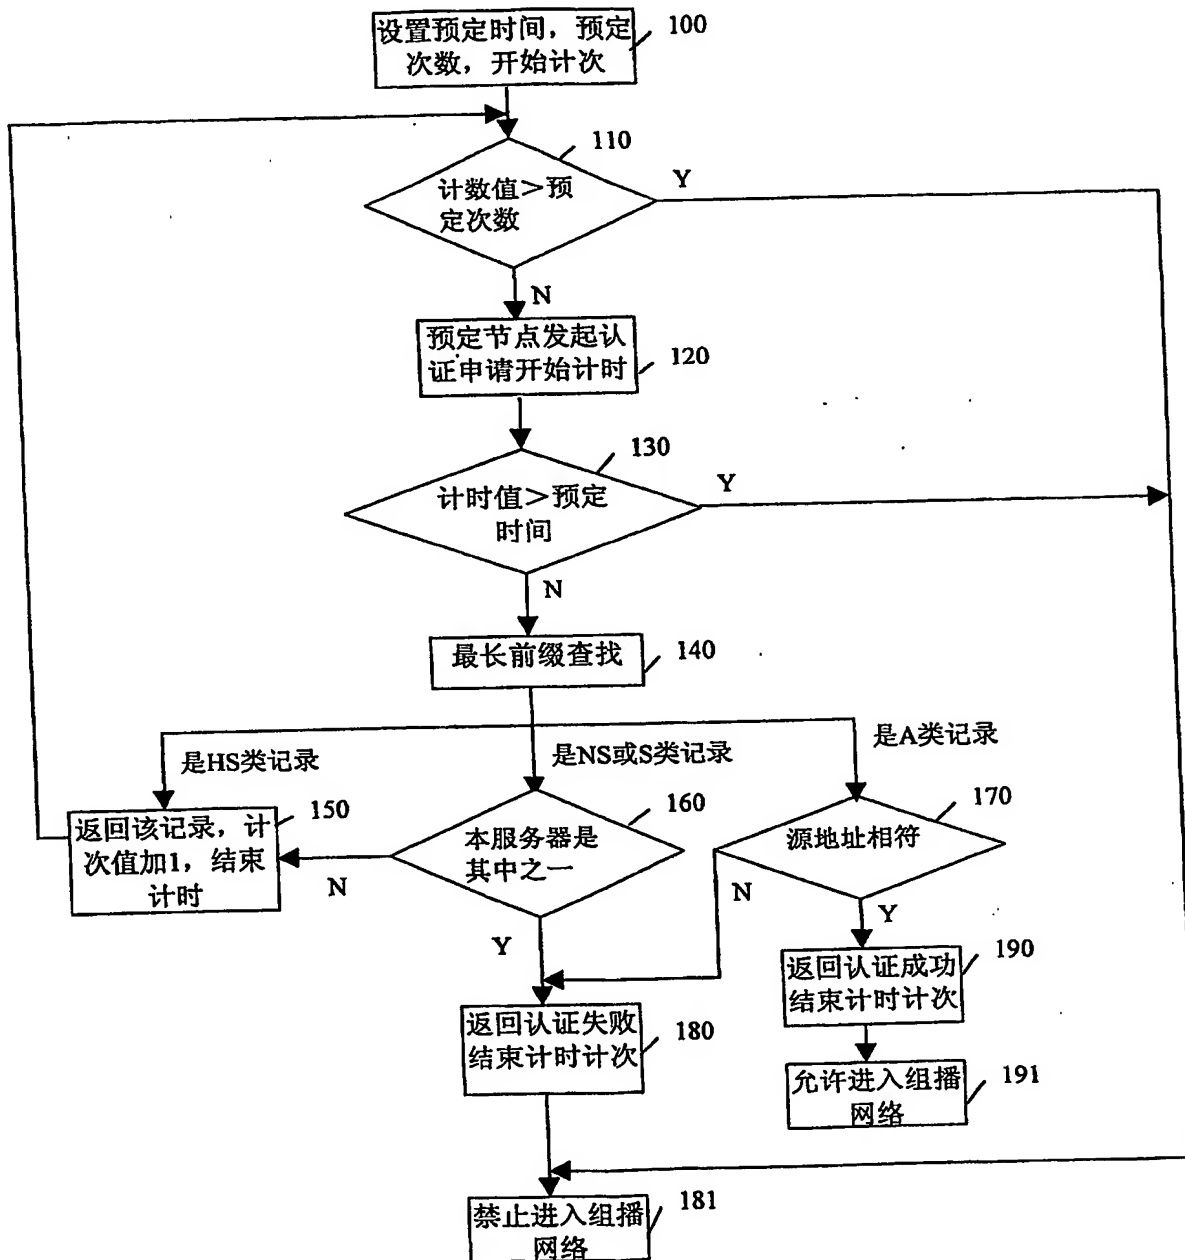 设置预定时间，预定
次数，开始计次
100
110
计数值＞预
定次数
Y
N
预定节点发起认
证申请开始计时
120
130
计时值＞预定
时间
Y
N
最长前缀查找
140
是HS类记录
是NS或S类记录
是A类记录
返回该记录，计
次值加1，结束
计时
150
160
本服务器是
其中之一
N
Y
170
源地址相符
N
Y
返回认证成功
结束计时计次
190
返回认证失败
结束计时计次
180
允许进入组播
网络
191
禁止进入组播
网络
181